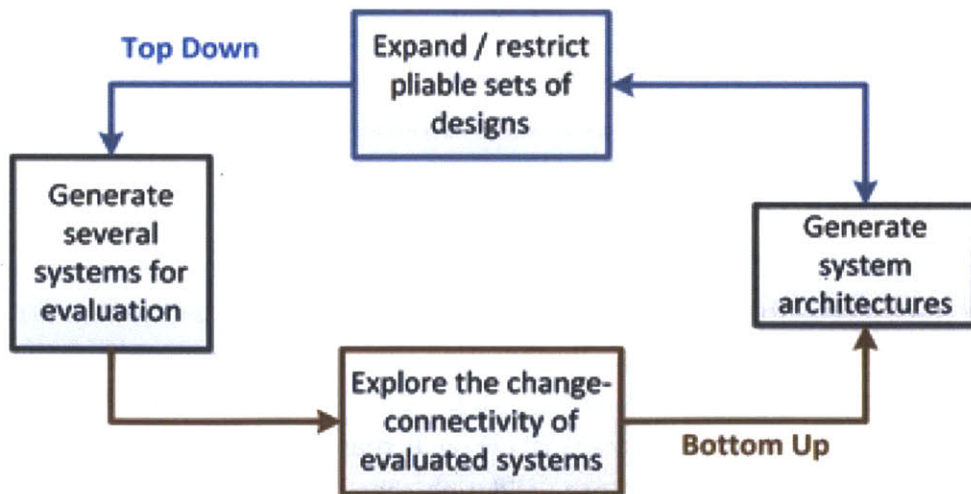 Top Down
Expand / restrict
pliable sets of
designs
Generate
several
systems for
evaluation
Generate
system
architectures
Explore the change-
connectivity of
evaluated systems
Bottom Up